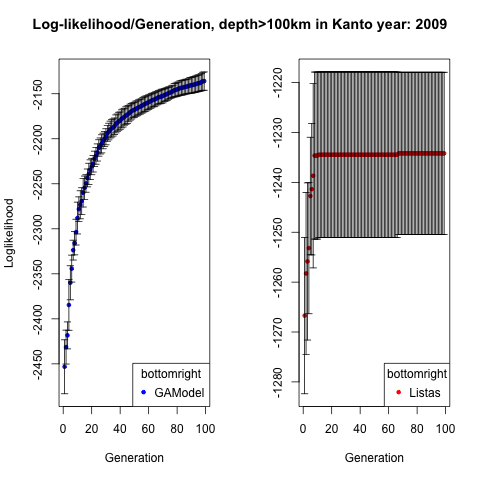 Log-likelihood/Generation, depth>100km in Kanto year: 2009
Loglikelihood
-2150
-2200
-2250
-2300
-2350
-2400
-2450
bottomright
GAModel
0 20 40 60 80 100
Generation
-1220
-1230
-1240
-1250
-1260
-1270
-1280
bottomright
Listas
0 20 40 60 80 100
Generation